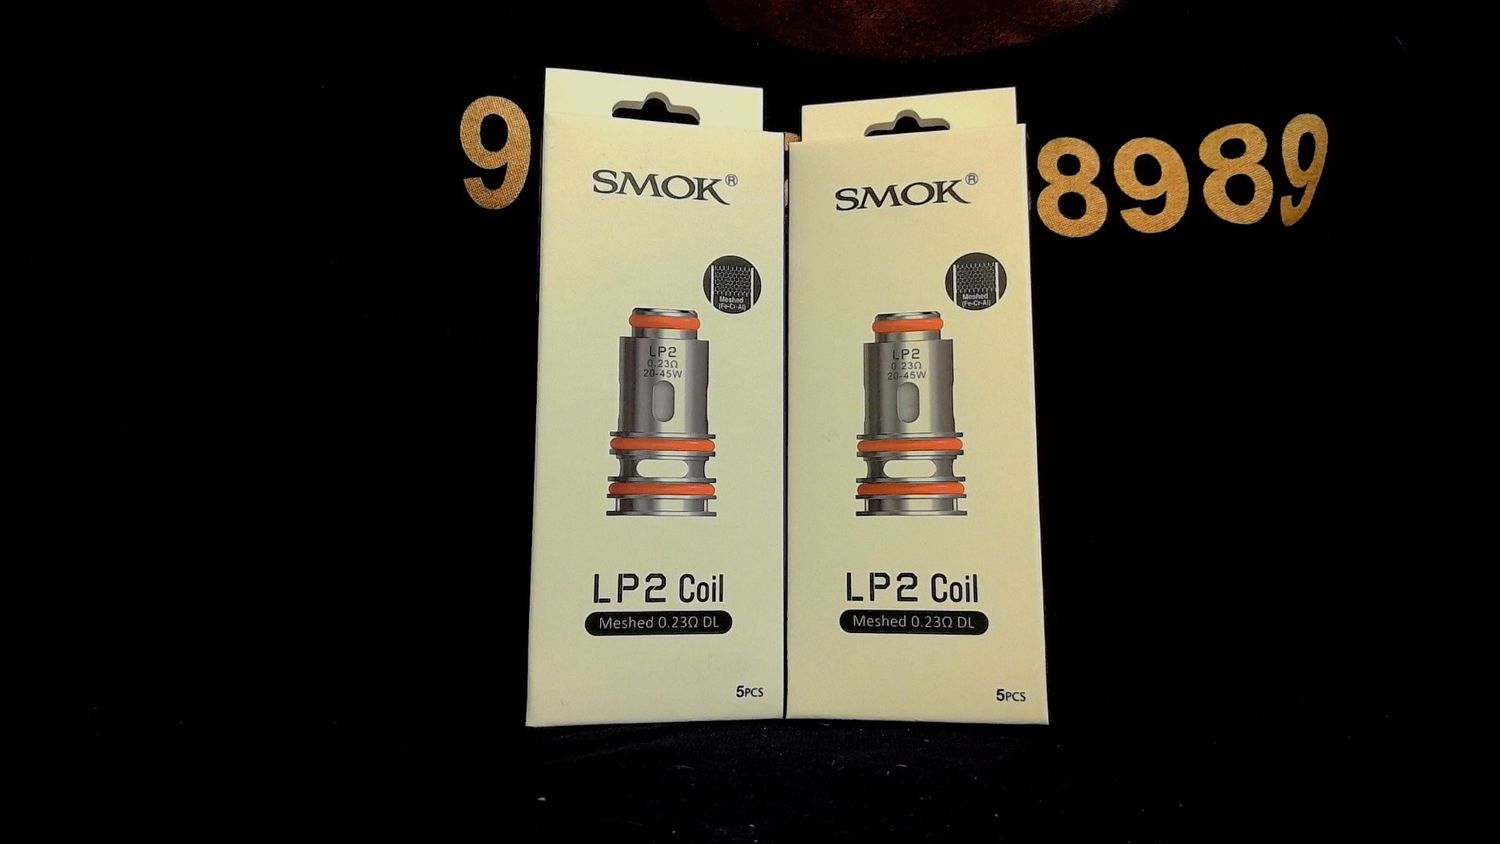 9
8989
SMOK®
Meshed
(Fe-Cr-Al)
LP2
0.23Ω
20-45W
LP2 Coil
Meshed 0.23Ω DL
5PCS
SMOK®
Meshed
(Fe-Cr-Al)
LP2
0.23Ω
20-45W
LP2 Coil
Meshed 0.23Ω DL
5PCS